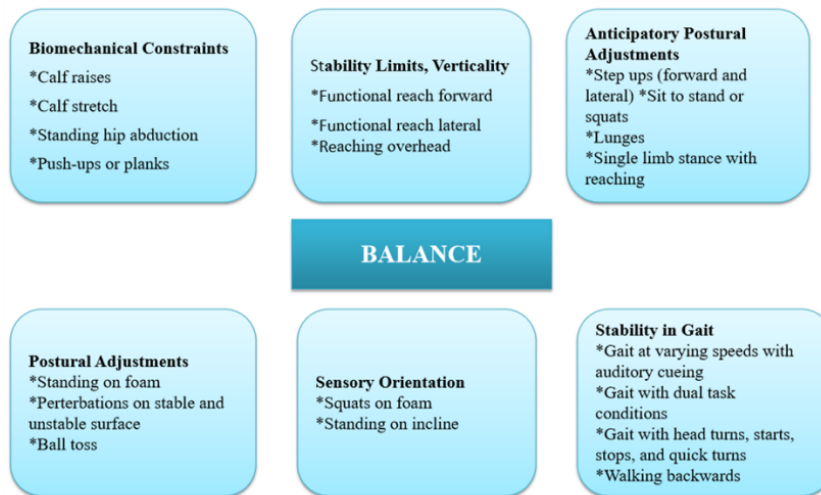 Biomechanical Constraints
*Calf raises
*Calf stretch
*Standing hip abduction
*Push-ups or planks
Stability Limits, Verticality
*Functional reach forward
*Functional reach lateral
*Reaching overhead
Anticipatory Postural
Adjustments
*Step ups (forward and
lateral) *Sit to stand or
squats
*Lunges
*Single limb stance with
reaching
BALANCE
Postural Adjustments
*Standing on foam
*Perterbations on stable and
unstable surface
*Ball toss
Sensory Orientation
*Squats on foam
*Standing on incline
Stability in Gait
*Gait at varying speeds with
auditory cueing
*Gait with dual task
conditions
*Gait with head turns, starts,
stops, and quick turns
*Walking backwards